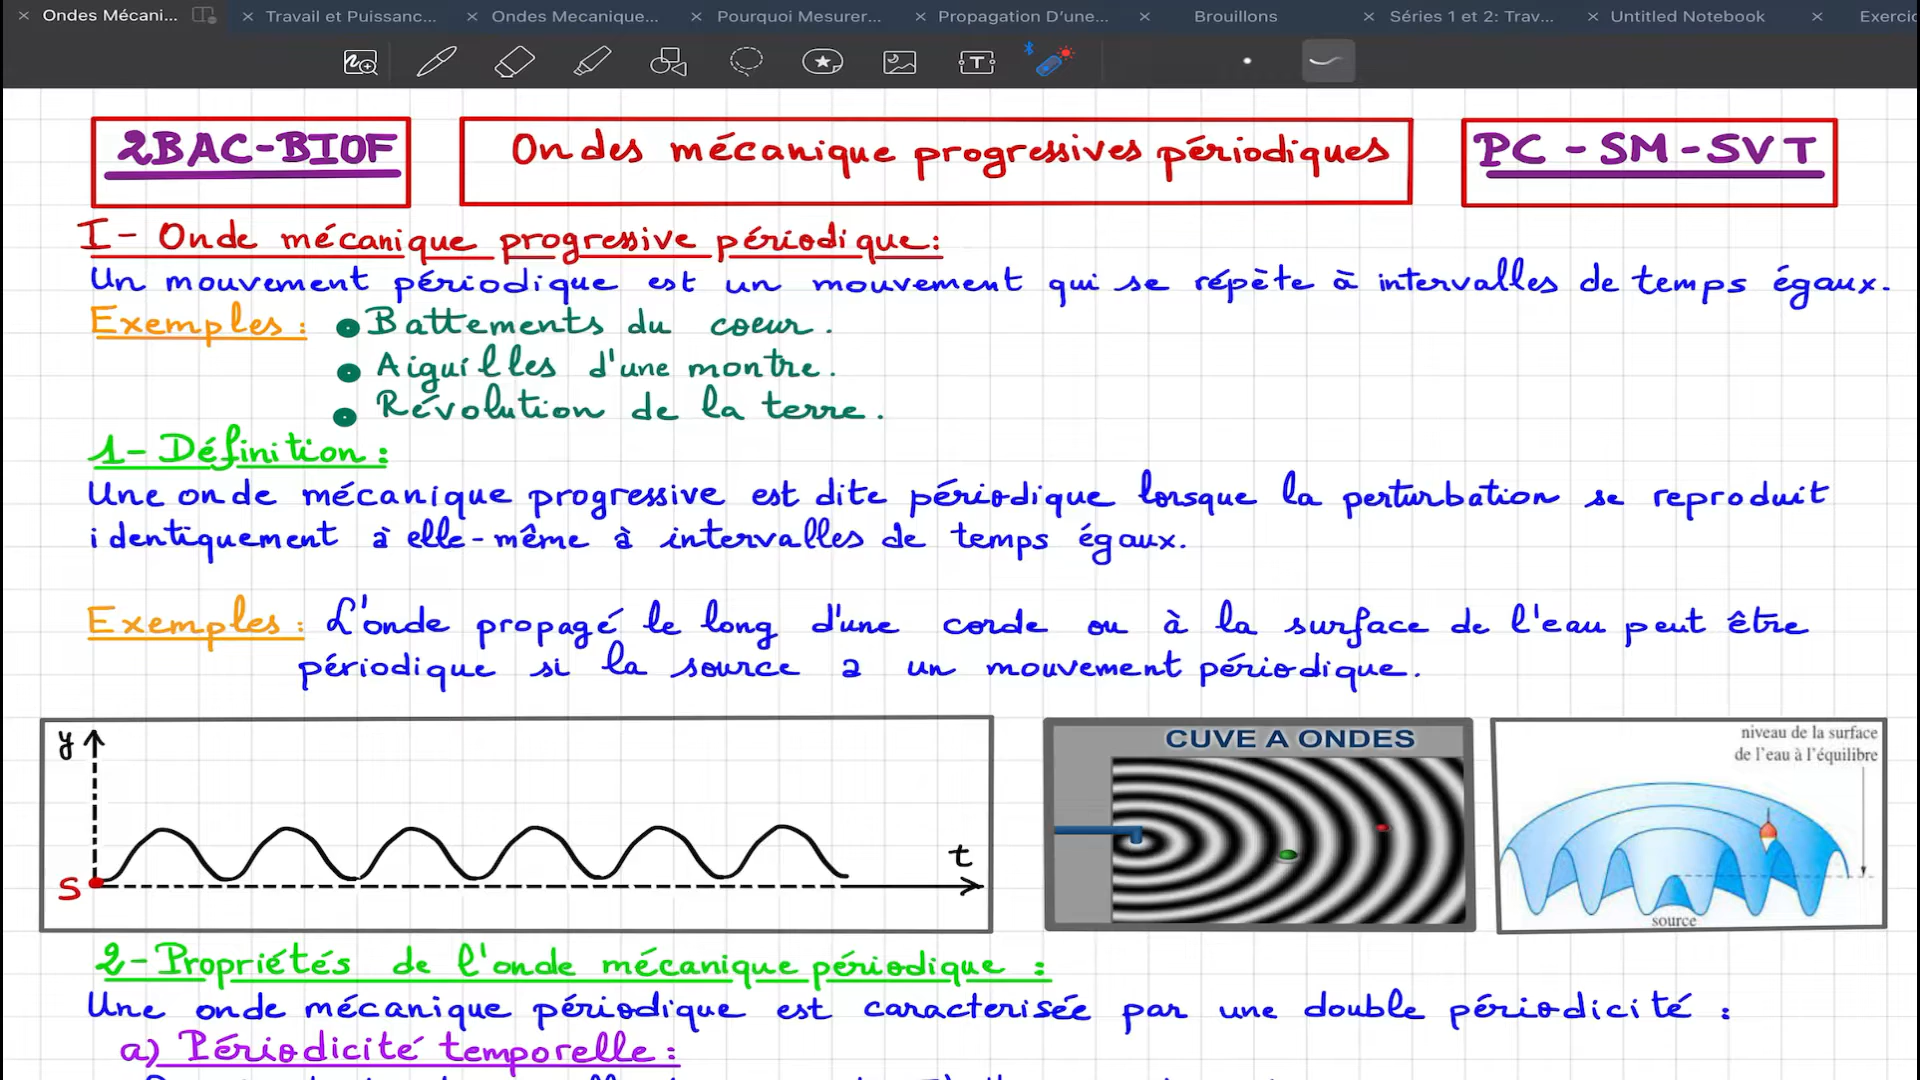 Ondes Mécani...
Travail et Puissanc...
Ondes Mecanique...
Pourquoi Mesurer...
Propagation D'une...
Brouillons
Séries 1 et 2: Trav...
Untitled Notebook
Exercic
2BAC-BIOF
Ondes mécanique progressives périodiques
PC - SM - SVT
I- Onde mécanique progressive périodique:
Un mouvement périodique est un mouvement qui se répète à intervalles de temps égaux.
Exemples: • Battements du coeur.
• Aiguilles d'une montre.
• Révolution de la terre.
1- Définition:
Une onde mécanique progressive est dite périodique lorsque la perturbation se reproduit
identiquement à elle-même à intervalles de temps égaux.
Exemples: L'onde propagé le long d'une corde ou à la surface de l'eau peut être
périodique si la source a un mouvement périodique.
y
t
S
CUVE A ONDES
niveau de la surface
de l'eau à l'équilibre
source
2- Propriétés de l'onde mécanique périodique:
Une onde mécanique périodique est caracterisée par une double périodicité:
a) Périodicité temporelle: